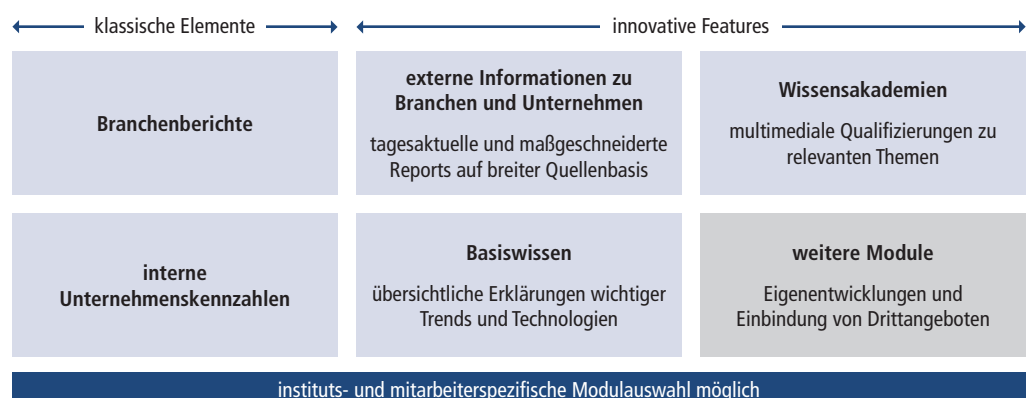 klassische Elemente
innovative Features
Branchenberichte
externe Informationen zu
Branchen und Unternehmen
tagesaktuelle und maßgeschneiderte
Reports auf breiter Quellenbasis
Wissensakademien
multimediale Qualifizierungen zu
relevanten Themen
interne
Unternehmenskennzahlen
Basiswissen
übersichtliche Erklärungen wichtiger
Trends und Technologien
weitere Module
Eigenentwicklungen und
Einbindung von Drittangeboten
instituts- und mitarbeiterspezifische Modulauswahl möglich